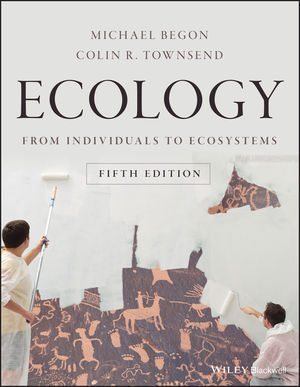 MICHAEL BEGON
COLIN R. TOWNSEND
ECOLOGY
FROM INDIVIDUALS TO ECOSYSTEMS
FIFTH EDITION
WILEY Blackwell